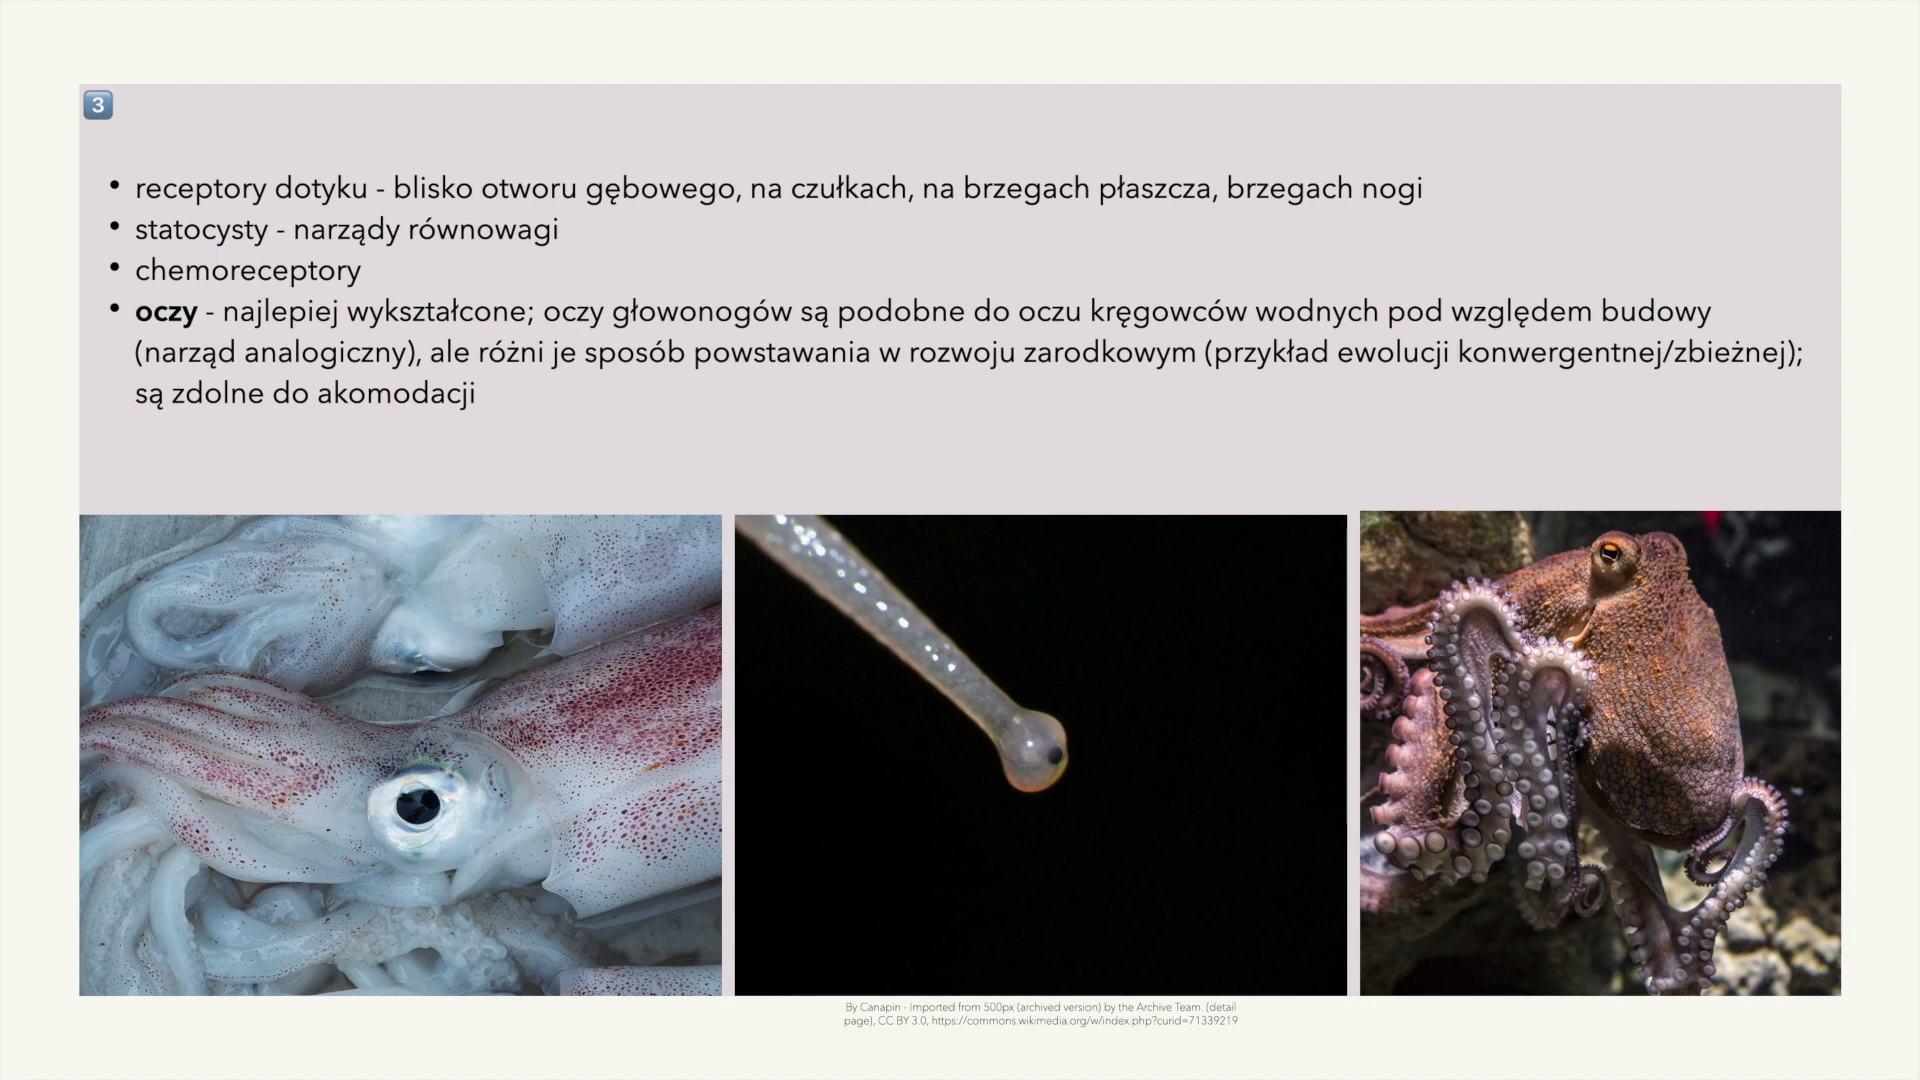 3
• receptory dotyku - blisko otworu gębowego, na czułkach, na brzegach płaszcza, brzegach nogi
• statocysty - narządy równowagi
• chemoreceptory
• oczy - najlepiej wykształcone; oczy głowonogów są podobne do oczu kręgowców wodnych pod względem budowy
(narząd analogiczny), ale różni je sposób powstawania w rozwoju zarodkowym (przykład ewolucji konwergentnej/zbieżnej);
są zdolne do akomodacji
By Canapin - Imported from 500px (archived version) by the Archive Team. (detail
page), CC BY 3.0, https://commons.wikimedia.org/w/index.php?curid=71339219